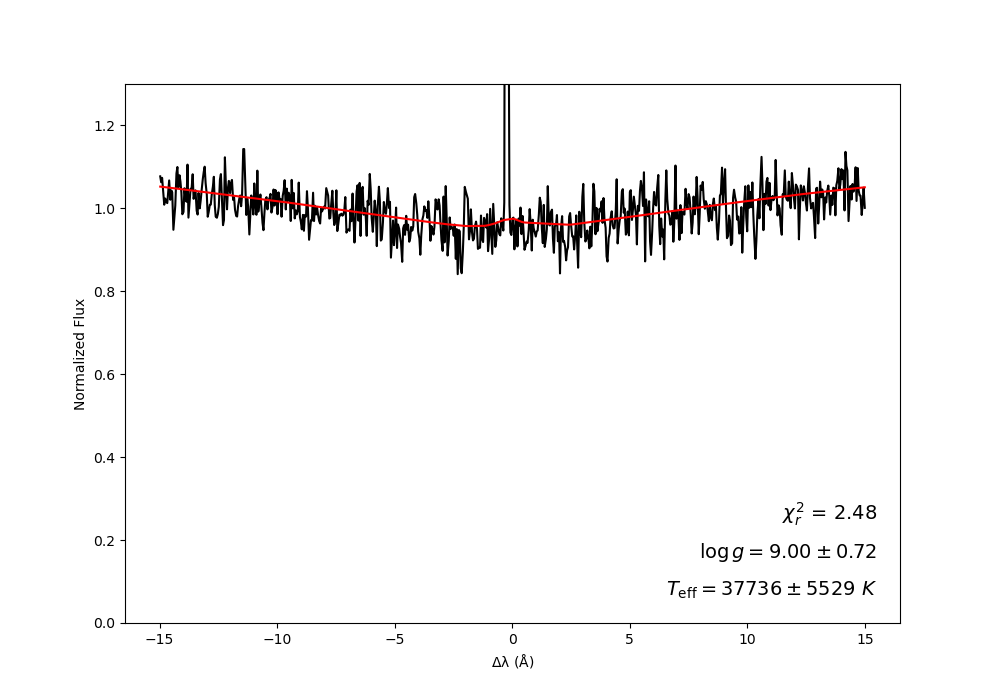 1.2
1.0
0.8
0.6
0.4
0.2
0.0
Normalized Flux
χ²ᵣ = 2.48
log g = 9.00 ± 0.72
T_eff = 37736 ± 5529 K
−15 −10 −5 0 5 10 15
Δλ (Å)